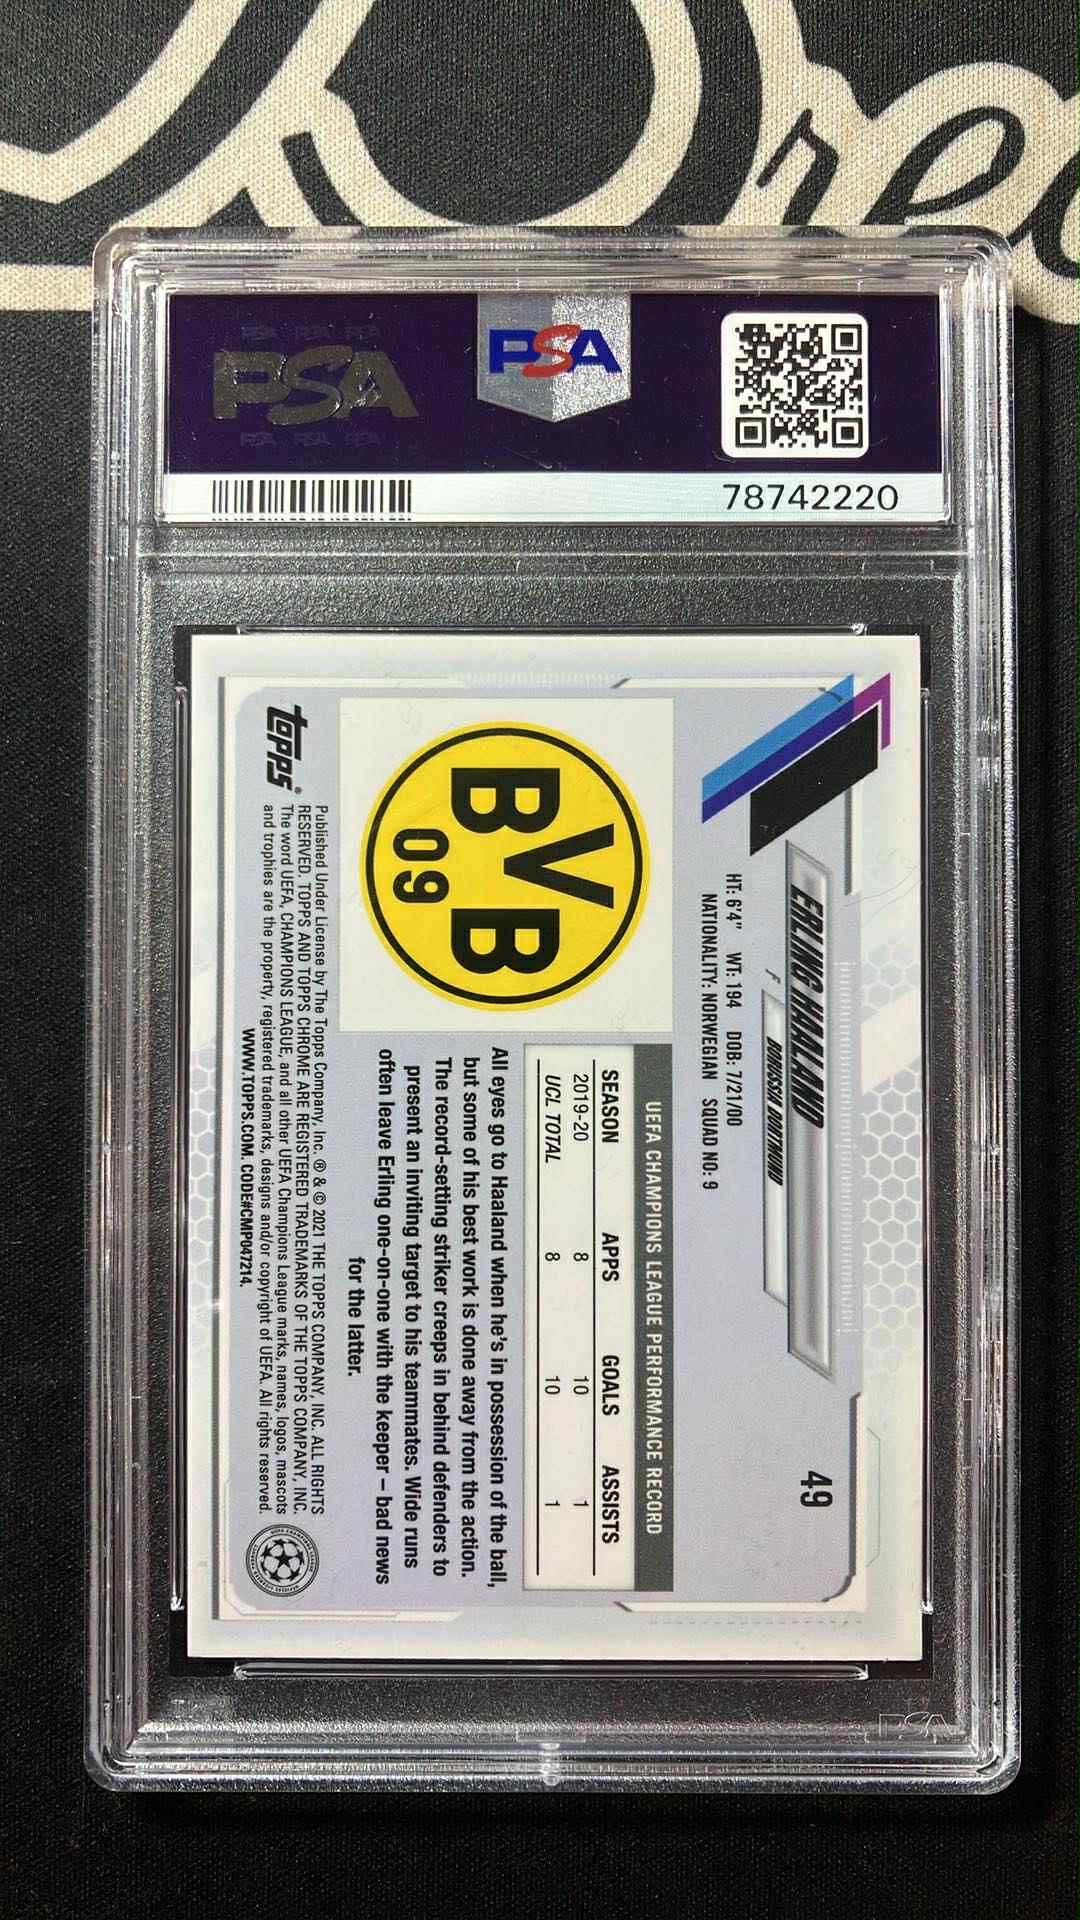 rea
PSA PSA PSA
PSA
PSA PSA PSA
PSA
78742220
ERLING HAALAND
49
F
BORUSSIA DORTMUND
HT: 6'4" WT: 194 DOB: 7/21/00
NATIONALITY: NORWEGIAN SQUAD NO: 9
BVB
09
UEFA CHAMPIONS LEAGUE PERFORMANCE RECORD
SEASON APPS GOALS ASSISTS
2019-20 8 10 1
UCL TOTAL 8 10 1
All eyes go to Haaland when he's in possession of the ball,
but some of his best work is done away from the action.
The record-setting striker creeps in behind defenders to
present an inviting target to his teammates. Wide runs
often leave Erling one-on-one with the keeper – bad news
for the latter.
topps®
Published Under License by The Topps Company, Inc. ® & © 2021 THE TOPPS COMPANY, INC. ALL RIGHTS
RESERVED. TOPPS AND TOPPS CHROME ARE REGISTERED TRADEMARKS OF THE TOPPS COMPANY, INC.
The word UEFA, CHAMPIONS LEAGUE, and all other UEFA Champions League marks, names, logos, mascots
and trophies are the property, registered trademarks, designs and/or copyright of UEFA. All rights reserved.
WWW.TOPPS.COM. CODE#CMP047214.
PSA